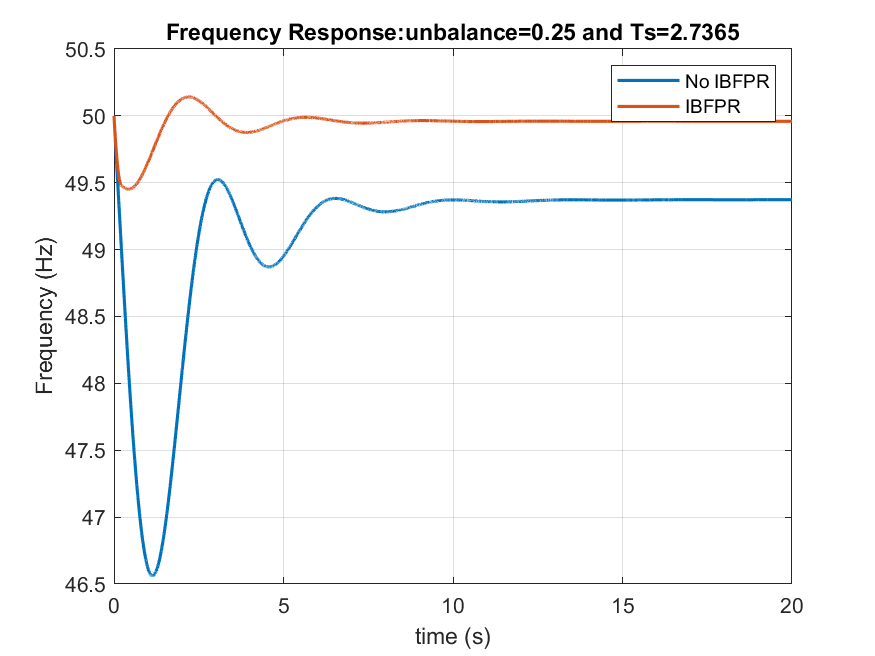 Frequency Response:unbalance=0.25 and Ts=2.7365
50.5
50
49.5
49
48.5
48
47.5
47
46.5
Frequency (Hz)
No IBFPR
IBFPR
0
5
10
15
20
time (s)